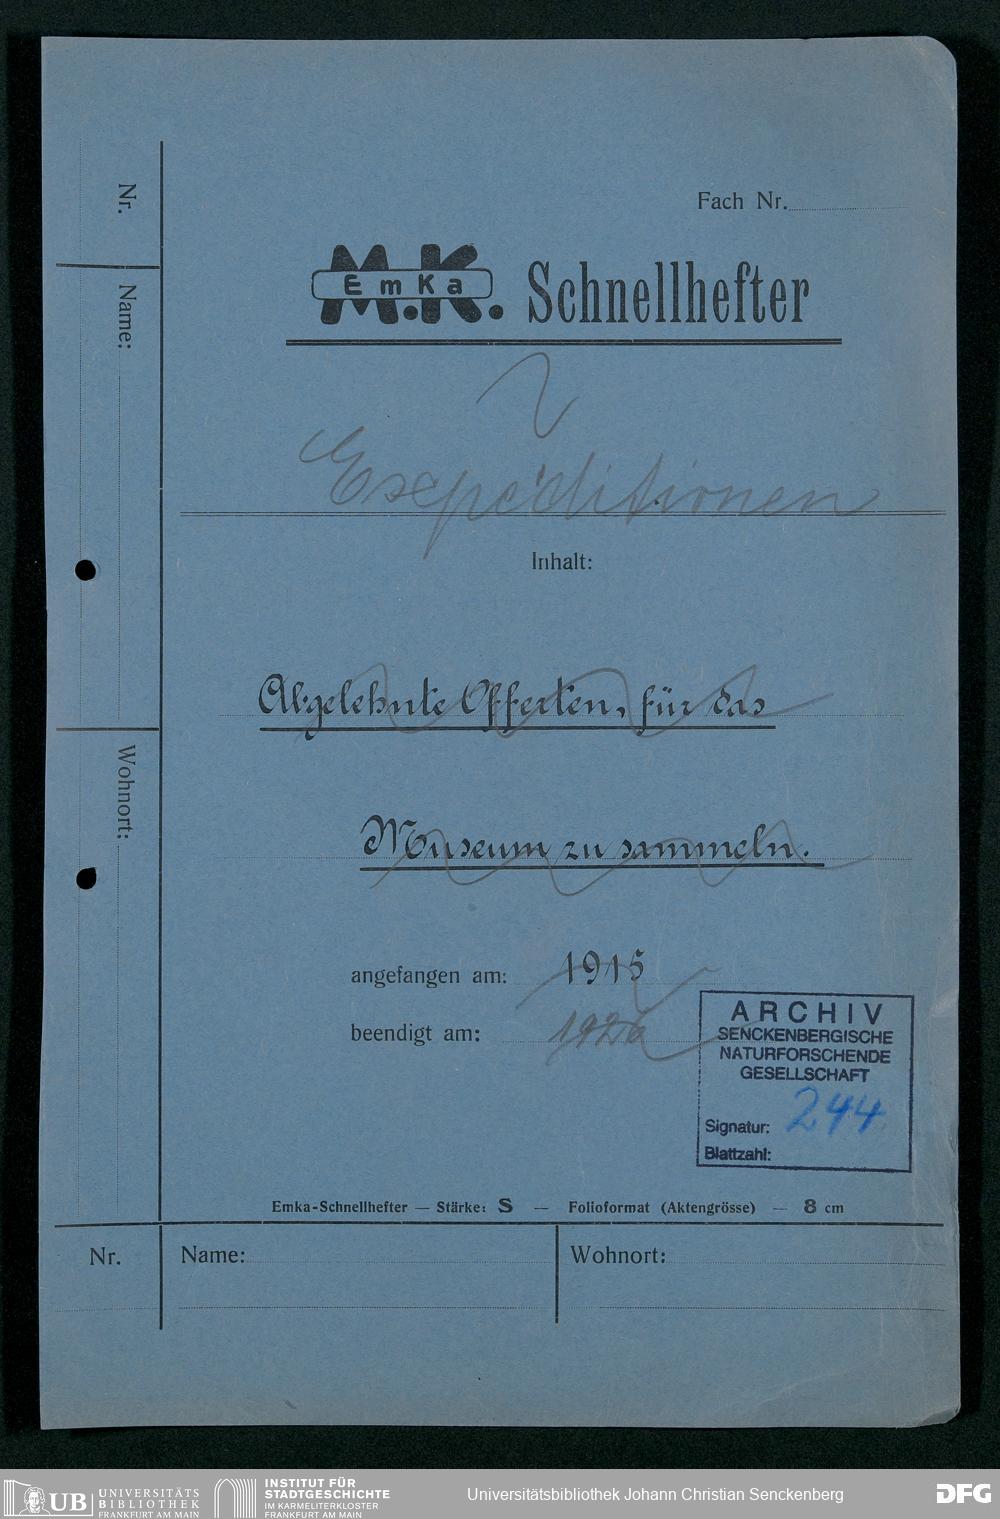 Fach Nr.
M.K.
EmKa
Schnellhefter
Expeditionen
Inhalt:
Abgelehnte Offerten, für das
Museum zu sammeln.
angefangen am: 1915
beendigt am: 1926
ARCHIV
SENCKENBERGISCHE
NATURFORSCHENDE
GESELLSCHAFT
Signatur: 244
Blattzahl:
Emka-Schnellhefter — Stärke: S — Folioformat (Aktengrösse) — 8 cm
Nr.
Name:
Wohnort:
Nr.
Name:
Wohnort:
UB
UNIVERSITÄTS
BIBLIOTHEK
FRANKFURT AM MAIN
INSTITUT FÜR
STADTGESCHICHTE
IM KARMELITERKLOSTER
FRANKFURT AM MAIN
Universitätsbibliothek Johann Christian Senckenberg
DFG